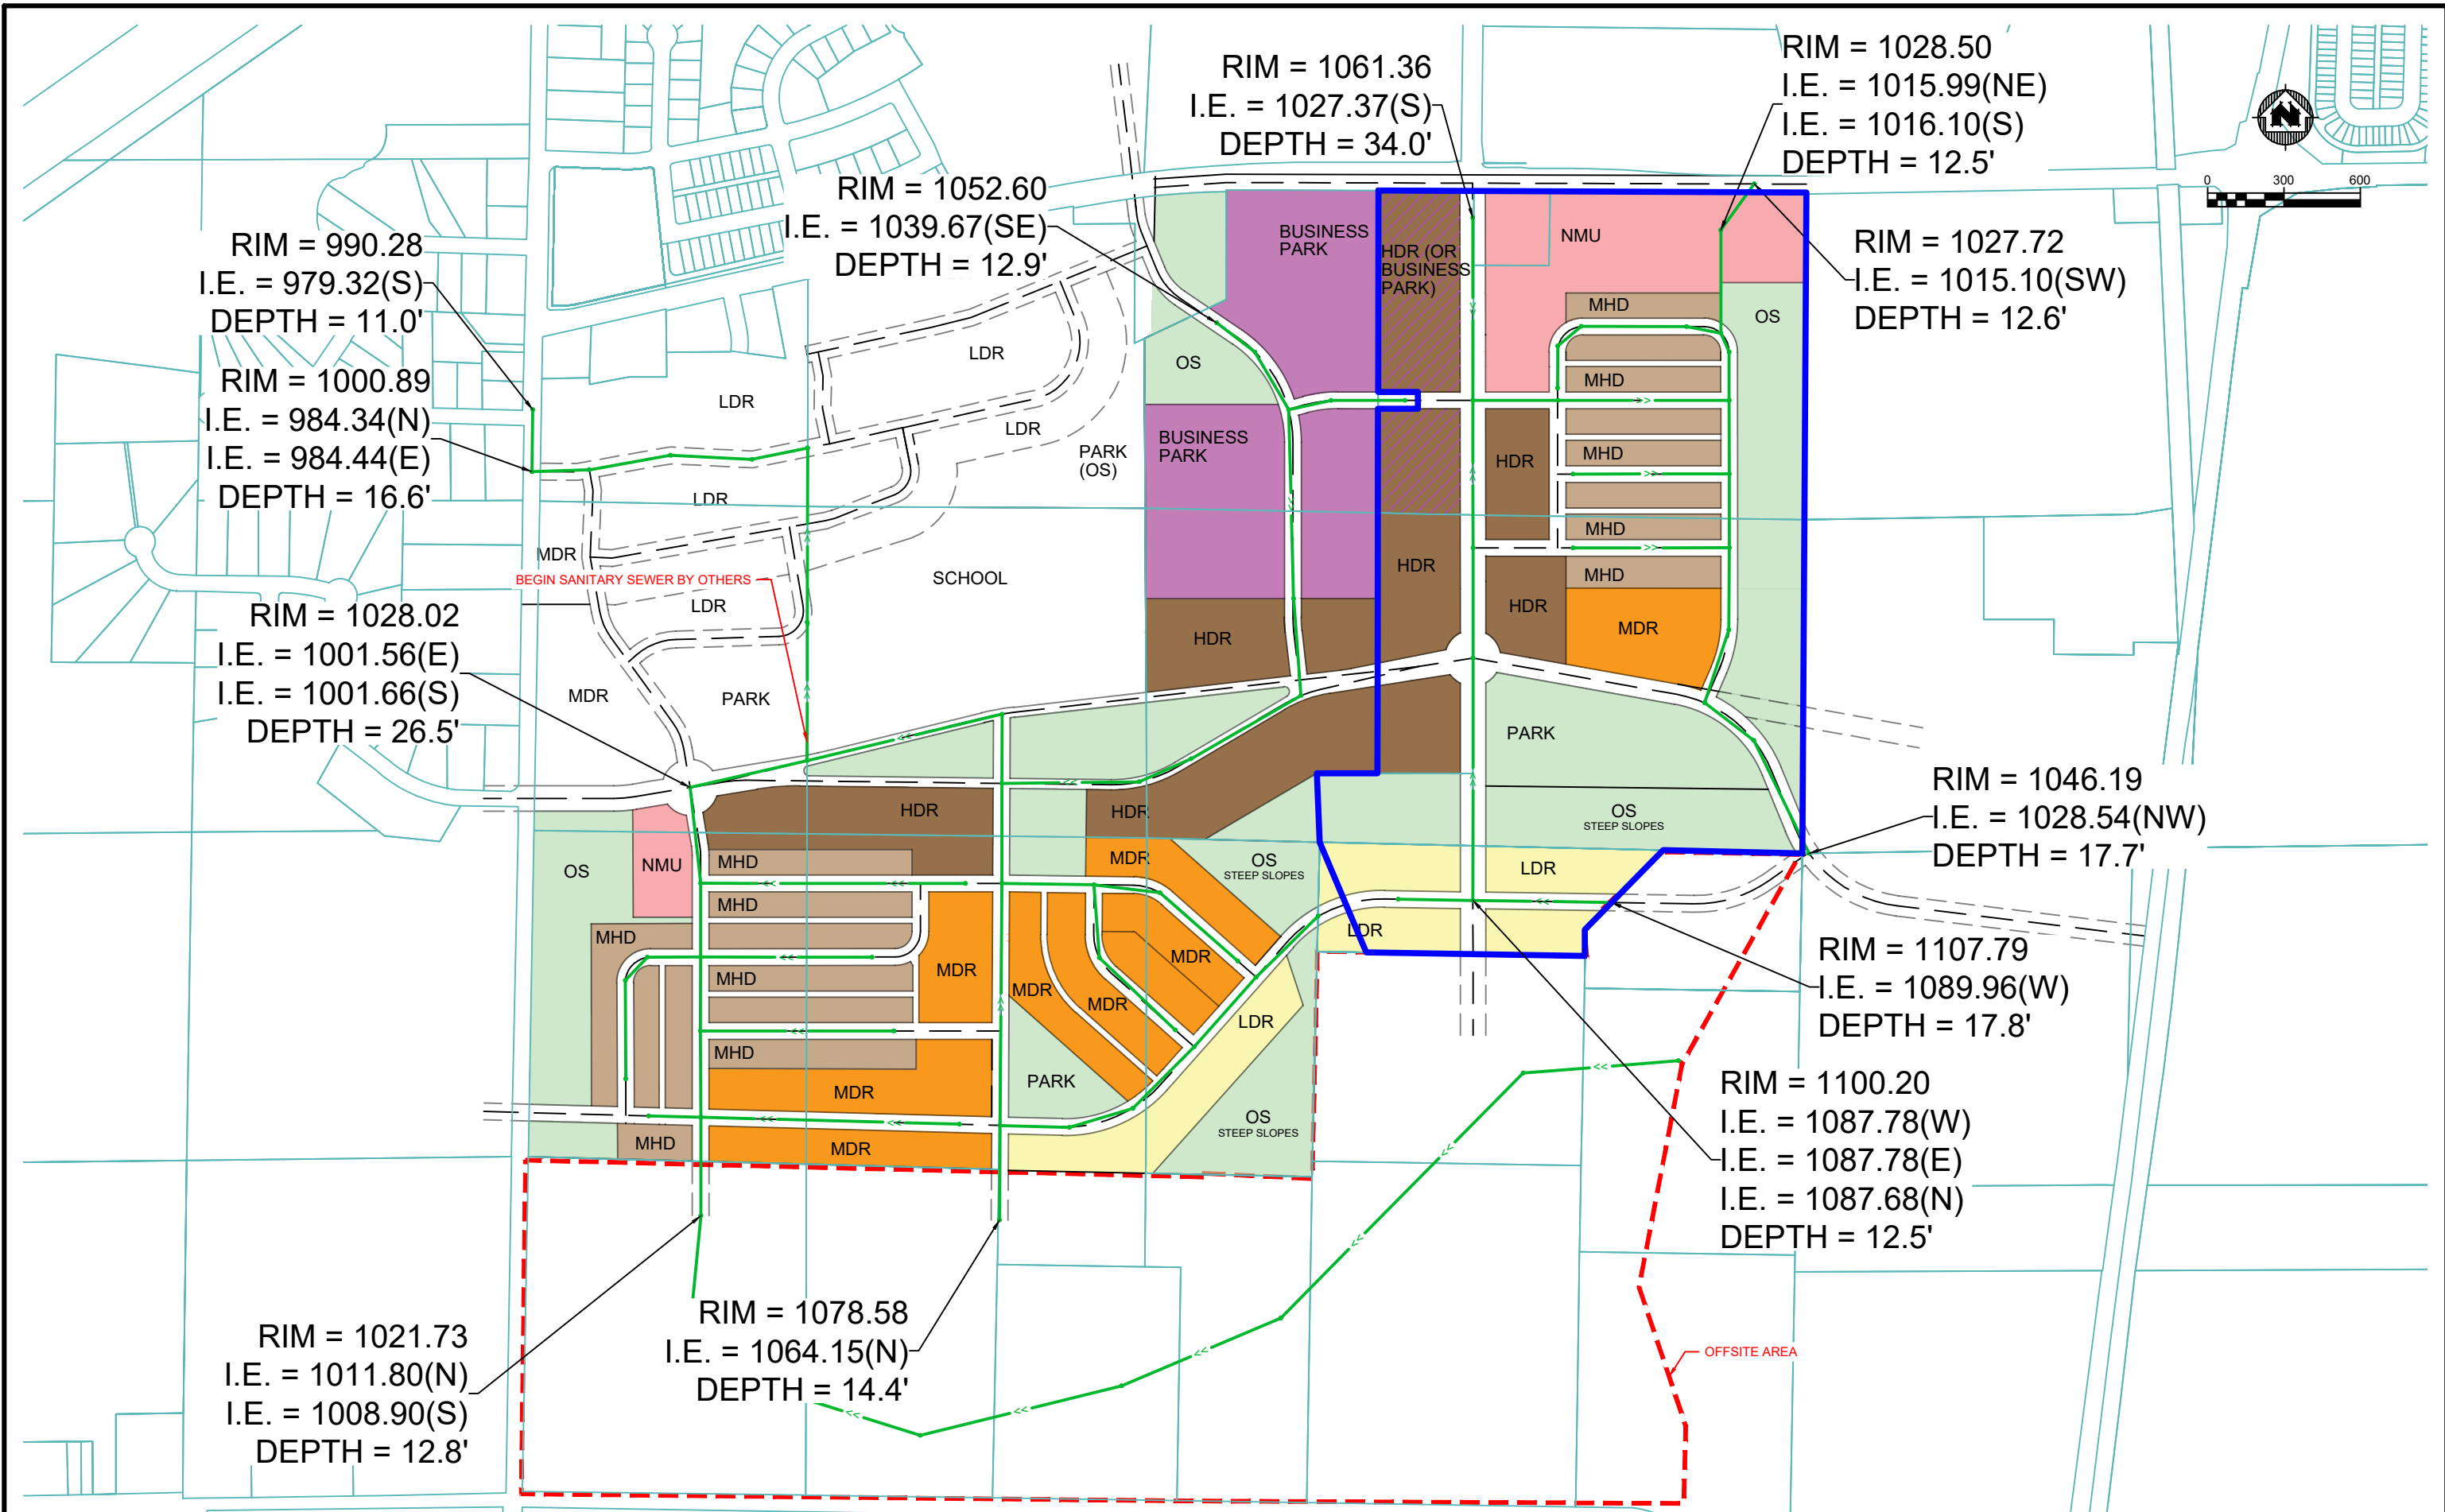 RIM = 1028.50
I.E. = 1015.99(NE)
I.E. = 1016.10(S)
DEPTH = 12.5'
RIM = 1061.36
I.E. = 1027.37(S)
DEPTH = 34.0'
N
0 300 600
RIM = 1052.60
I.E. = 1039.67(SE)
DEPTH = 12.9'
RIM = 990.28
I.E. = 979.32(S)
DEPTH = 11.0'
BUSINESS
PARK
HDR (OR
BUSINESS
PARK)
NMU
RIM = 1027.72
I.E. = 1015.10(SW)
DEPTH = 12.6'
MHD
OS
LDR
OS
RIM = 1000.89
I.E. = 984.34(N)
I.E. = 984.44(E)
DEPTH = 16.6'
LDR
MHD
LDR
PARK
(OS)
BUSINESS
PARK
HDR
MHD
LDR
MHD
MDR
BEGIN SANITARY SEWER BY OTHERS
SCHOOL
HDR
MHD
LDR
HDR
HDR
MDR
RIM = 1028.02
I.E. = 1001.56(E)
I.E. = 1001.66(S)
DEPTH = 26.5'
MDR
PARK
PARK
RIM = 1046.19
I.E. = 1028.54(NW)
DEPTH = 17.7'
HDR
HDR
OS
STEEP SLOPES
OS
NMU
MHD
MDR
OS
STEEP SLOPES
LDR
MHD
MHD
LDR
MHD
MDR
MDR
MDR
MDR
LDR
RIM = 1107.79
I.E. = 1089.96(W)
DEPTH = 17.8'
MHD
MDR
PARK
OS
STEEP SLOPES
MHD
MDR
RIM = 1100.20
I.E. = 1087.78(W)
I.E. = 1087.78(E)
I.E. = 1087.68(N)
DEPTH = 12.5'
RIM = 1078.58
I.E. = 1064.15(N)
DEPTH = 14.4'
RIM = 1021.73
I.E. = 1011.80(N)
I.E. = 1008.90(S)
DEPTH = 12.8'
OFFSITE AREA